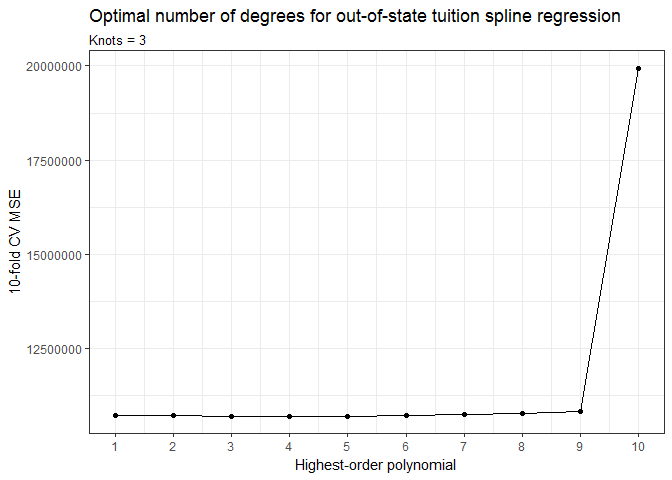 Optimal number of degrees for out-of-state tuition spline regression
Knots = 3
20000000
17500000
15000000
12500000
10-fold CV MSE
1 2 3 4 5 6 7 8 9 10
Highest-order polynomial